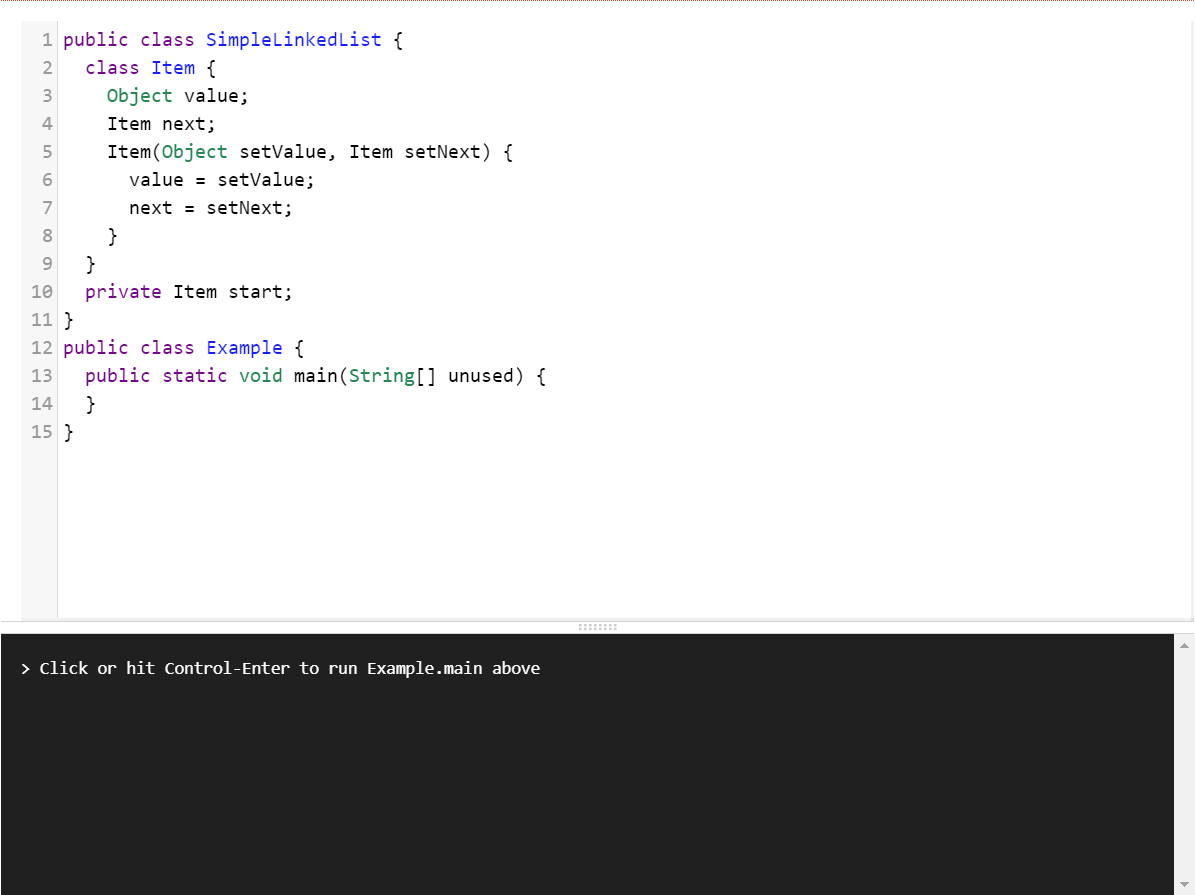 1 public class SimpleLinkedList {
2   class Item {
3     Object value;
4     Item next;
5     Item(Object setValue, Item setNext) {
6       value = setValue;
7       next = setNext;
8     }
9   }
10   private Item start;
11 }
12 public class Example {
13   public static void main(String[] unused) {
14   }
15 }
> Click or hit Control-Enter to run Example.main above